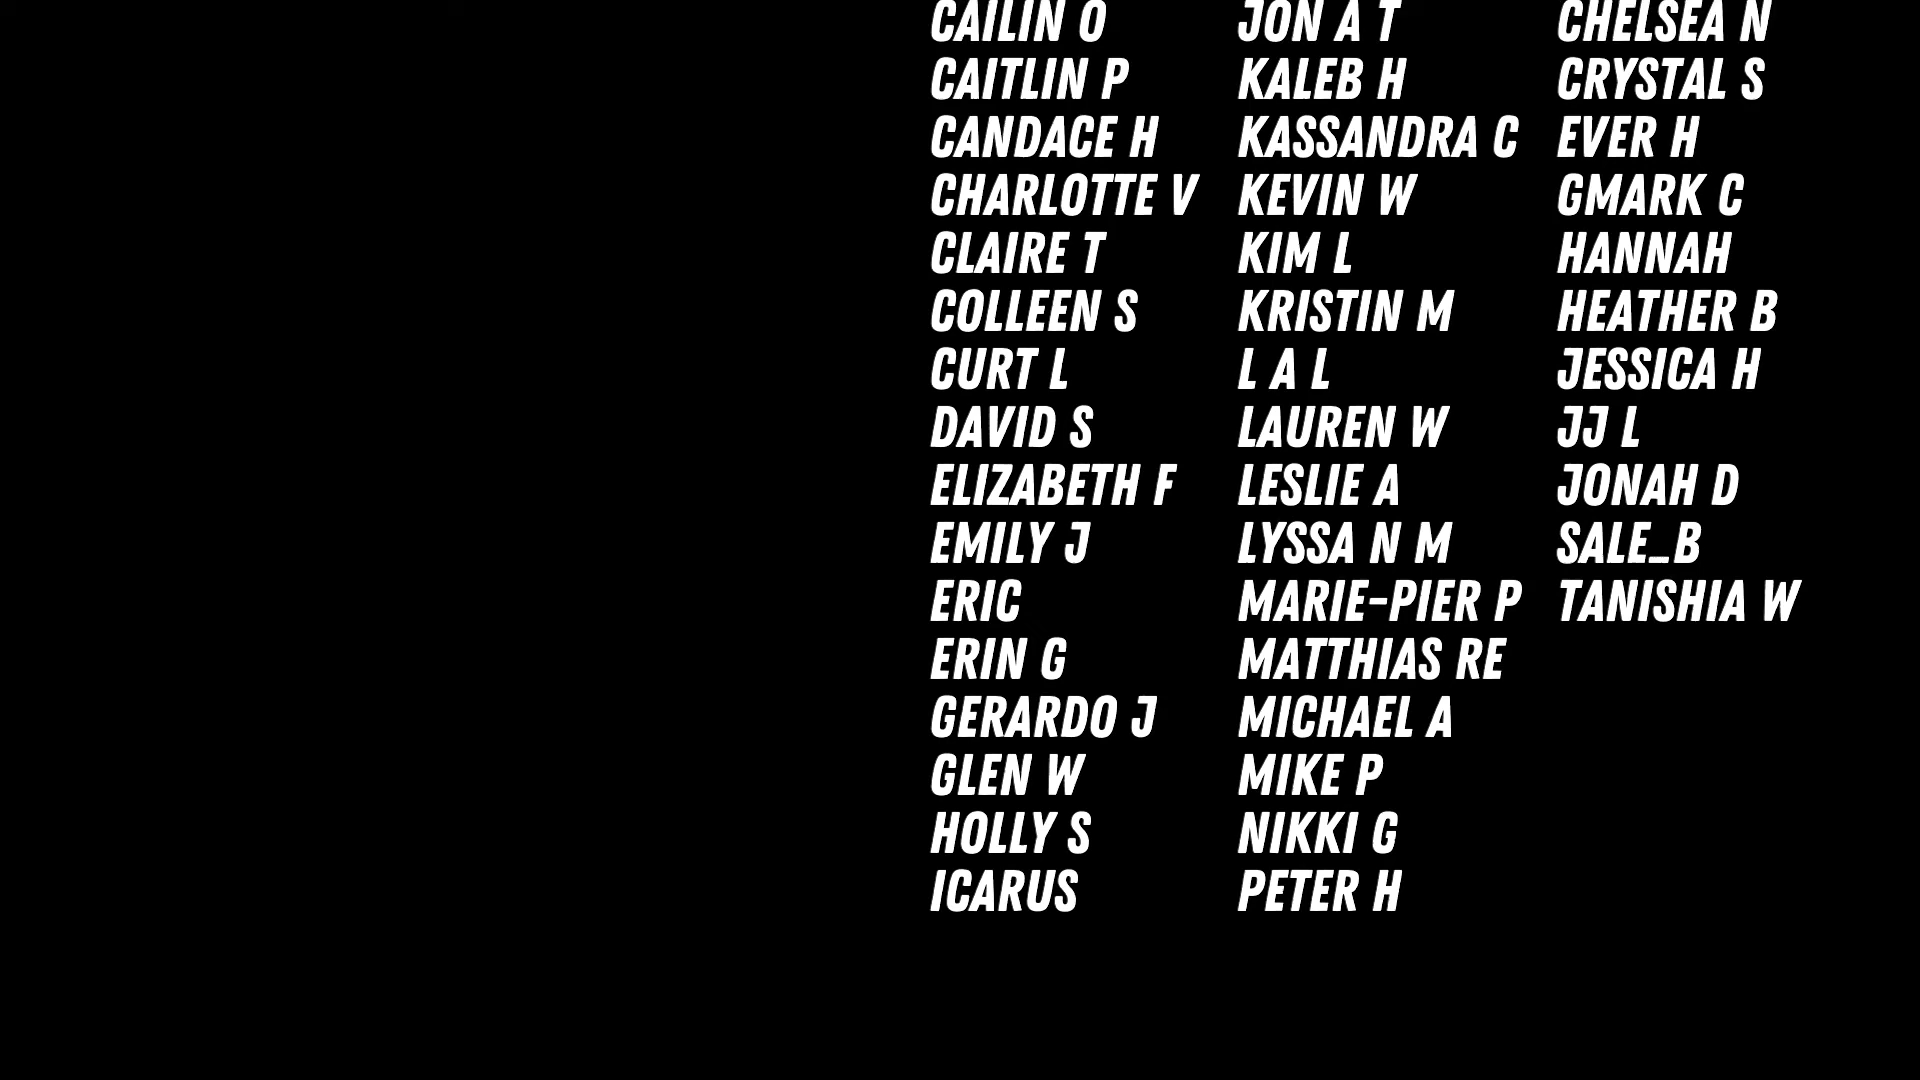 CAILIN O
CAITLIN P
CANDACE H
CHARLOTTE V
CLAIRE T
COLLEEN S
CURT L
DAVID S
ELIZABETH F
EMILY J
ERIC
ERIN G
GERARDO J
GLEN W
HOLLY S
ICARUS
JON A T
KALEB H
KASSANDRA C
KEVIN W
KIM L
KRISTIN M
L A L
LAUREN W
LESLIE A
LYSSA N M
MARIE-PIER P
MATTHIAS RE
MICHAEL A
MIKE P
NIKKI G
PETER H
CHELSEA N
CRYSTAL S
EVER H
GMARK C
HANNAH
HEATHER B
JESSICA H
JJ L
JONAH D
SALE_B
TANISHIA W